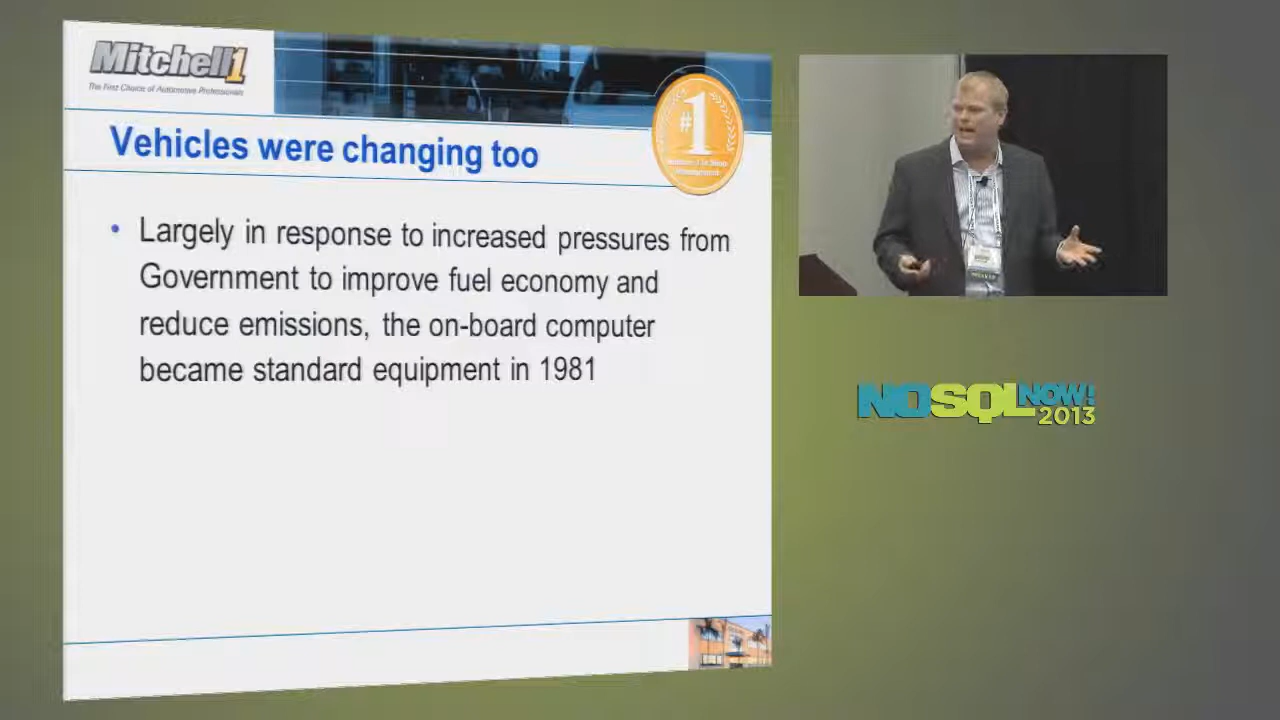 Mitchell1
The First Choice of Automotive Professionals
#1
Vehicles were changing too
• Largely in response to increased pressures from
Government to improve fuel economy and
reduce emissions, the on-board computer
became standard equipment in 1981
NOSQL NOW!
2013